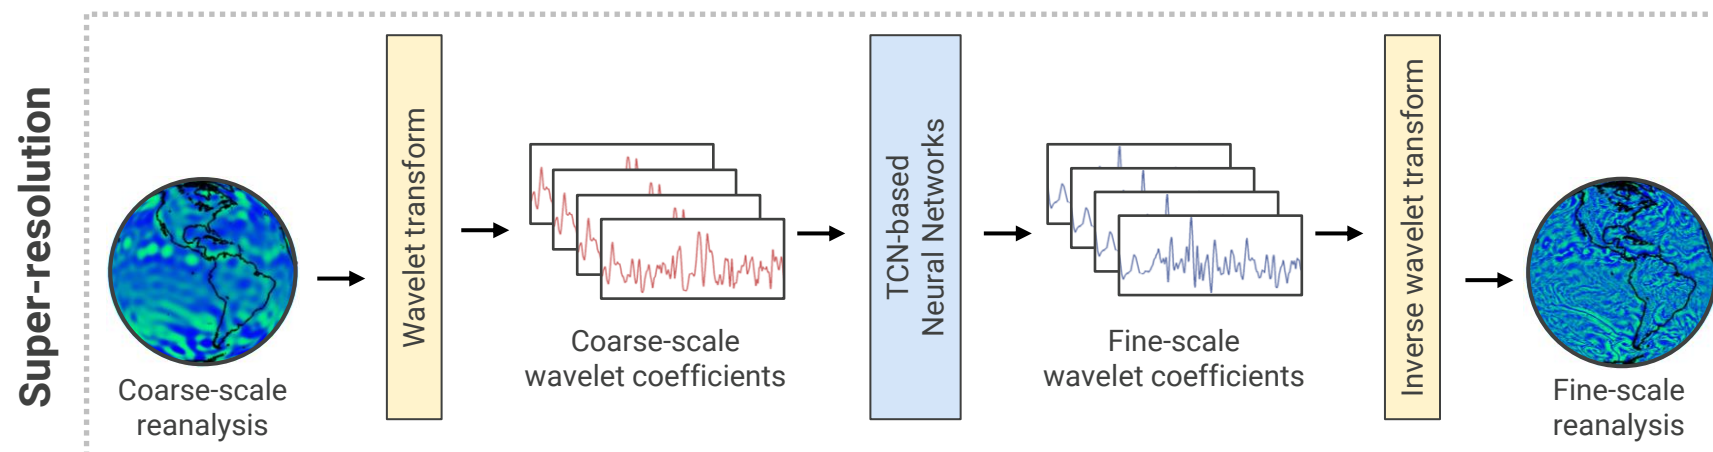 Super-resolution
Coarse-scale
reanalysis
Wavelet transform
Coarse-scale
wavelet coefficients
TCN-based
Neural Networks
Fine-scale
wavelet coefficients
Inverse wavelet transform
Fine-scale
reanalysis